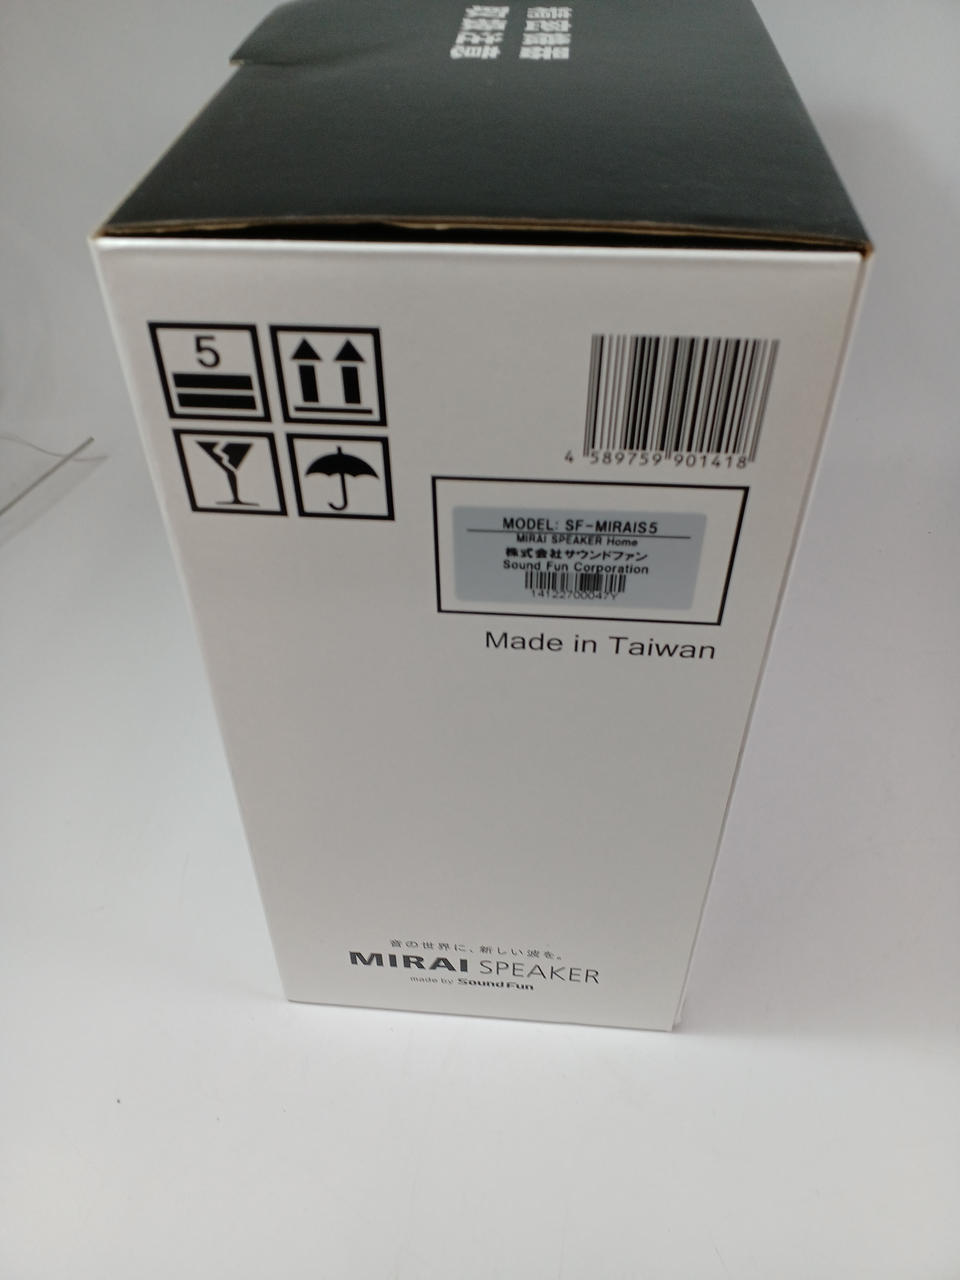 5
4 589759 901418
MODEL: SF-MIRAIS5
MIRAI SPEAKER Home
株式会社サウンドファン
Sound Fun Corporation
14122700047Y
Made in Taiwan
音の世界に、新しい波を。
MIRAI SPEAKER
made by SoundFun